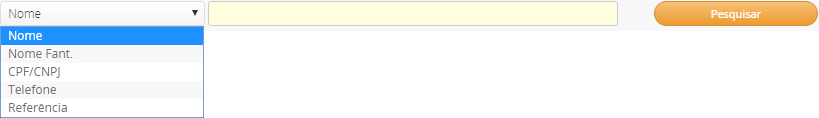 Nome
Pesquisar
Nome
Nome Fant.
CPF/CNPJ
Telefone
Referência